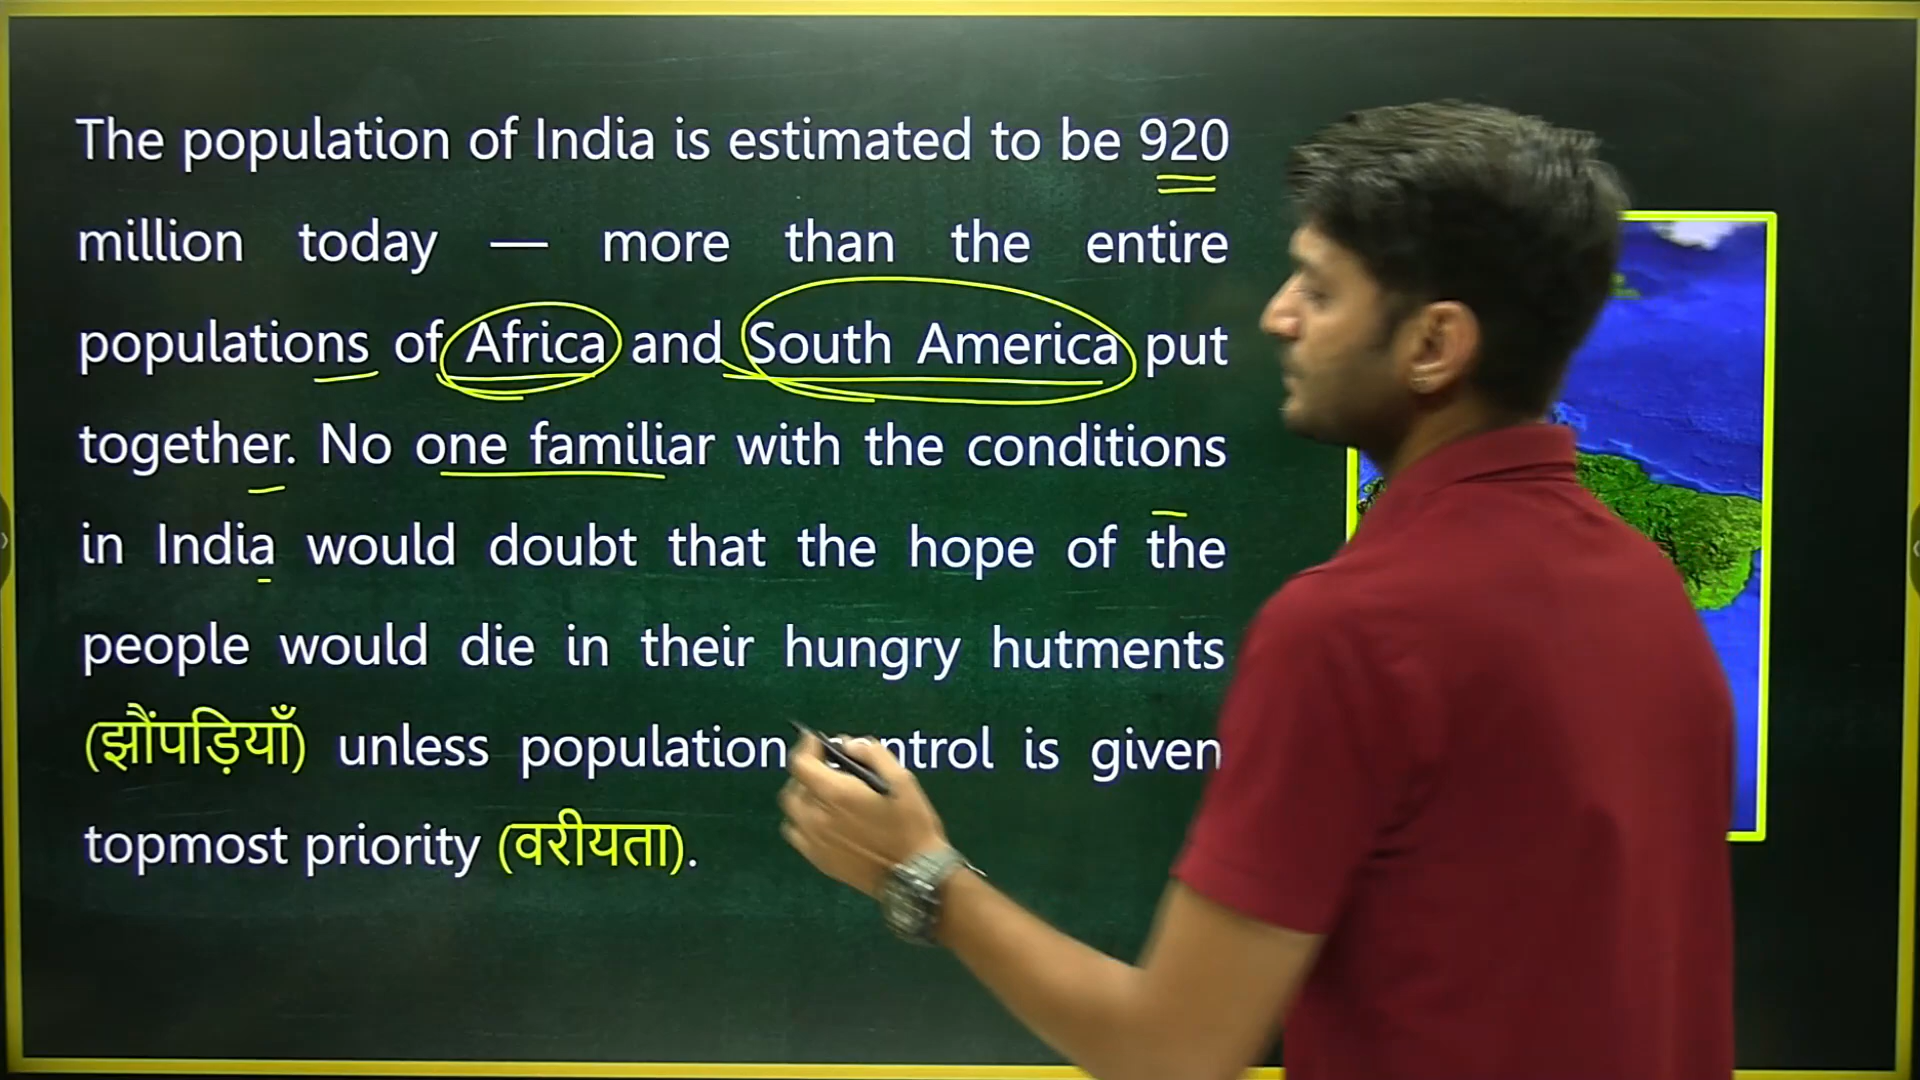 The population of India is estimated to be 920
million today — more than the entire
populations of Africa and South America put
together. No one familiar with the conditions
in India would doubt that the hope of the
people would die in their hungry hutments
(झौंपड़ियाँ) unless population control is given
topmost priority (वरीयता).